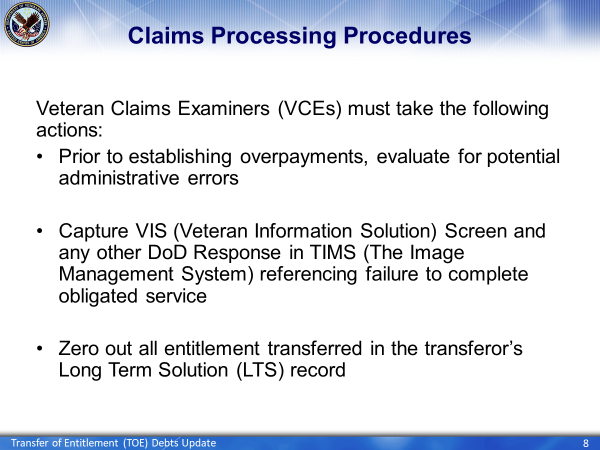 Claims Processing Procedures
Veteran Claims Examiners (VCEs) must take the following
actions:
• Prior to establishing overpayments, evaluate for potential
administrative errors
• Capture VIS (Veteran Information Solution) Screen and
any other DoD Response in TIMS (The Image
Management System) referencing failure to complete
obligated service
• Zero out all entitlement transferred in the transferor’s
Long Term Solution (LTS) record
Transfer of Entitlement (TOE) Debts Update
8